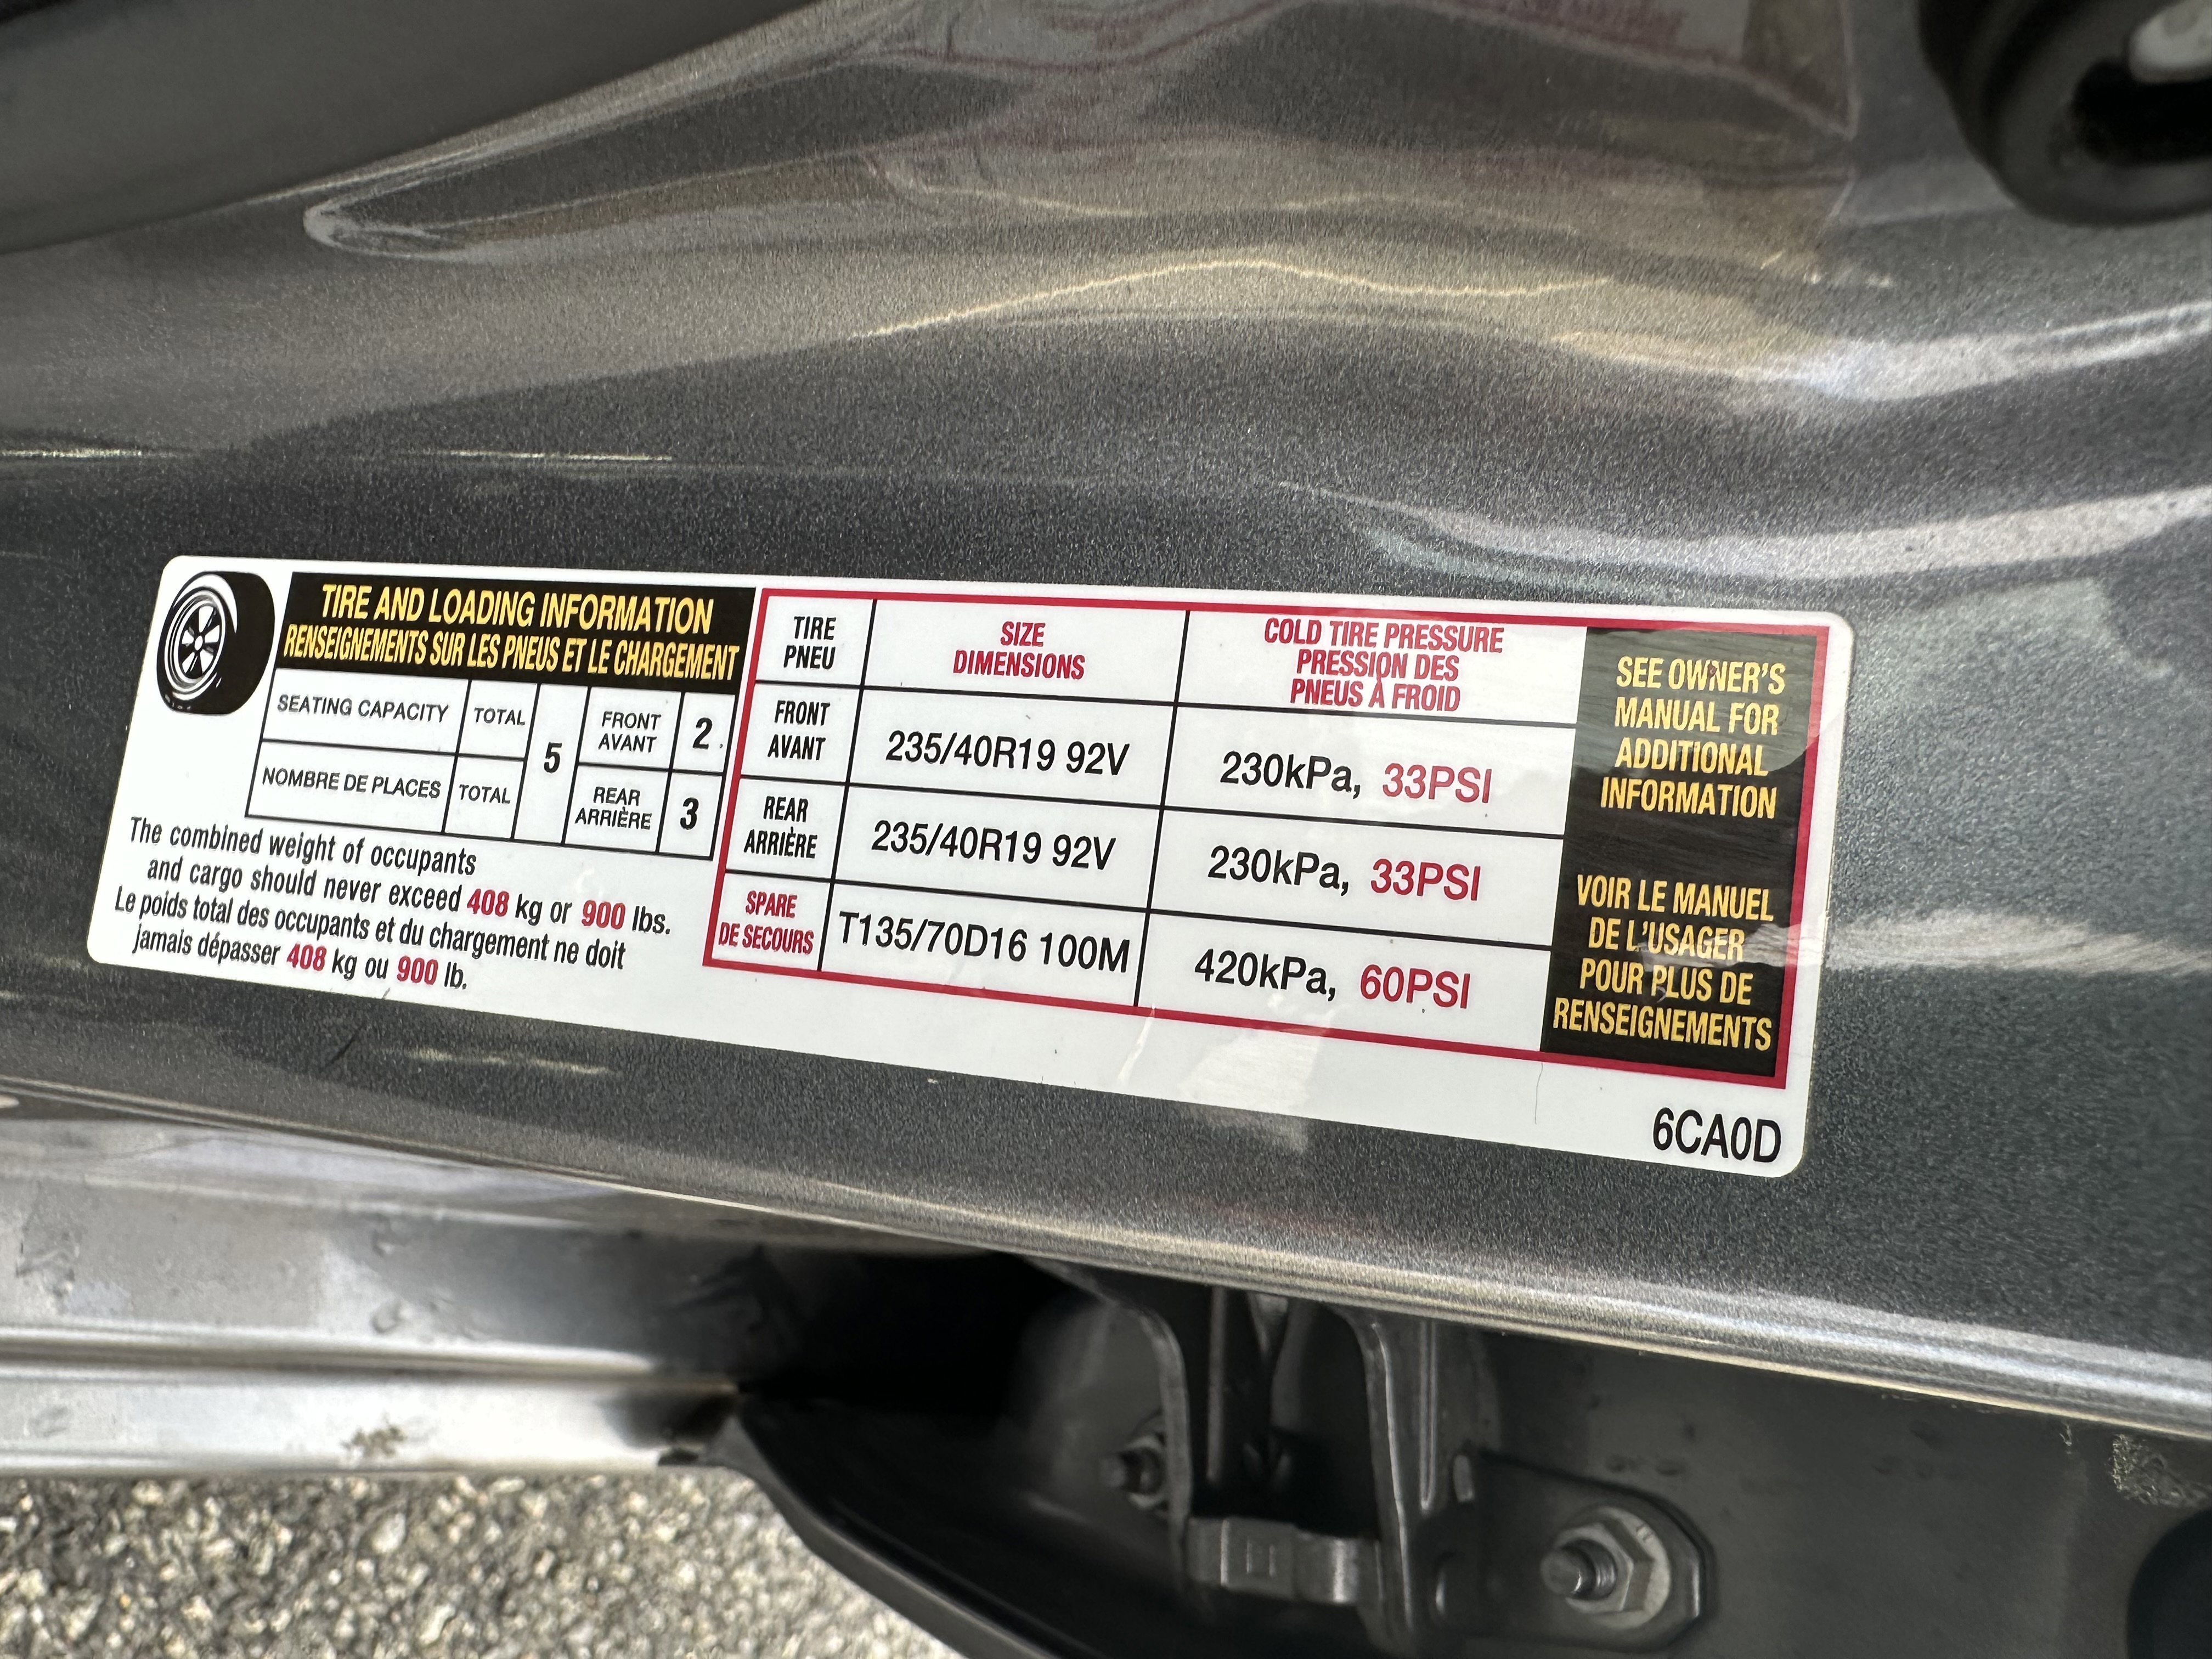 TIRE AND LOADING INFORMATION
RENSEIGNEMENTS SUR LES PNEUS ET LE CHARGEMENT
SEATING CAPACITY TOTAL 5 FRONT AVANT 2
NOMBRE DE PLACES TOTAL REAR ARRIÈRE 3
The combined weight of occupants
and cargo should never exceed 408 kg or 900 lbs.
Le poids total des occupants et du chargement ne doit
jamais dépasser 408 kg ou 900 lb.
TIRE PNEU
SIZE
DIMENSIONS
COLD TIRE PRESSURE
PRESSION DES
PNEUS À FROID
FRONT AVANT 235/40R19 92V 230kPa, 33PSI
REAR ARRIÈRE 235/40R19 92V 230kPa, 33PSI
SPARE DE SECOURS T135/70D16 100M 420kPa, 60PSI
SEE OWNER'S
MANUAL FOR
ADDITIONAL
INFORMATION
VOIR LE MANUEL
DE L'USAGER
POUR PLUS DE
RENSEIGNEMENTS
6CA0D